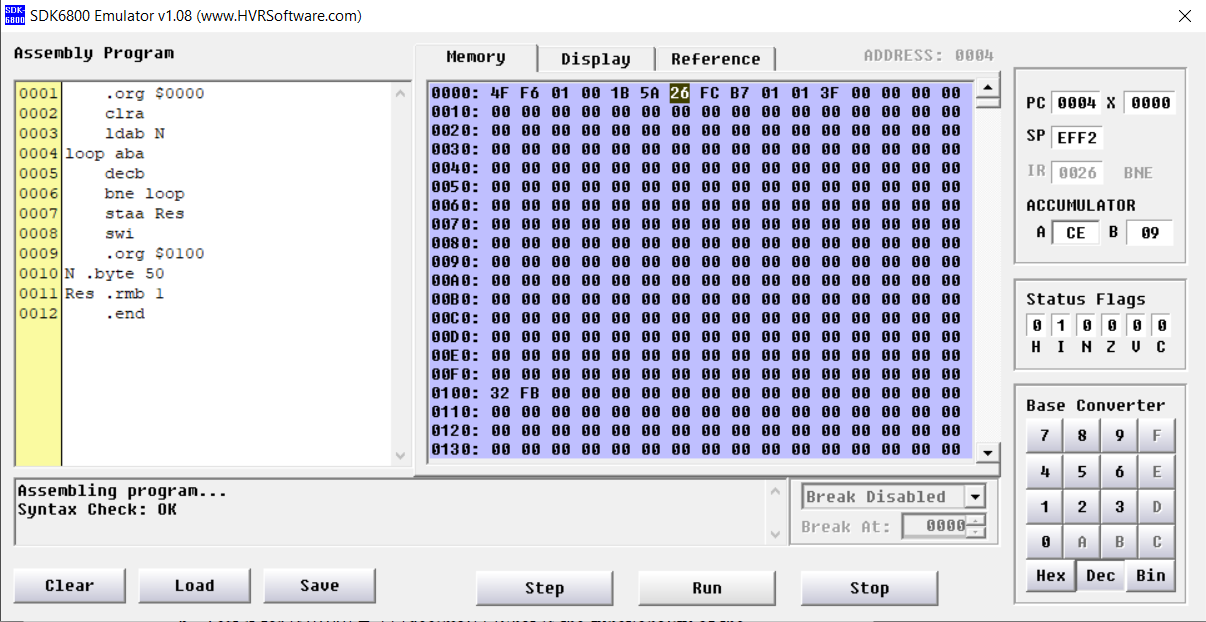 SDK-6800 SDK6800 Emulator v1.08 (www.HVRSoftware.com)
Assembly Program
Memory Display Reference ADDRESS: 0004
0001 .org $0000
0002 clra
0003 ldab N
0004 loop aba
0005 decb
0006 bne loop
0007 staa Res
0008 swi
0009 .org $0100
0010 N .byte 50
0011 Res .rmb 1
0012 .end
0000: 4F F6 01 00 1B 5A 26 FC B7 01 01 3F 00 00 00 00
0010: 00 00 00 00 00 00 00 00 00 00 00 00 00 00 00 00
0020: 00 00 00 00 00 00 00 00 00 00 00 00 00 00 00 00
0030: 00 00 00 00 00 00 00 00 00 00 00 00 00 00 00 00
0040: 00 00 00 00 00 00 00 00 00 00 00 00 00 00 00 00
0050: 00 00 00 00 00 00 00 00 00 00 00 00 00 00 00 00
0060: 00 00 00 00 00 00 00 00 00 00 00 00 00 00 00 00
0070: 00 00 00 00 00 00 00 00 00 00 00 00 00 00 00 00
0080: 00 00 00 00 00 00 00 00 00 00 00 00 00 00 00 00
0090: 00 00 00 00 00 00 00 00 00 00 00 00 00 00 00 00
00A0: 00 00 00 00 00 00 00 00 00 00 00 00 00 00 00 00
00B0: 00 00 00 00 00 00 00 00 00 00 00 00 00 00 00 00
00C0: 00 00 00 00 00 00 00 00 00 00 00 00 00 00 00 00
00D0: 00 00 00 00 00 00 00 00 00 00 00 00 00 00 00 00
00E0: 00 00 00 00 00 00 00 00 00 00 00 00 00 00 00 00
00F0: 00 00 00 00 00 00 00 00 00 00 00 00 00 00 00 00
0100: 32 FB 00 00 00 00 00 00 00 00 00 00 00 00 00 00
0110: 00 00 00 00 00 00 00 00 00 00 00 00 00 00 00 00
0120: 00 00 00 00 00 00 00 00 00 00 00 00 00 00 00 00
0130: 00 00 00 00 00 00 00 00 00 00 00 00 00 00 00 00
PC 0004 X 0000
SP EFF2
IR 0026 BNE
ACCUMULATOR
A CE B 09
Status Flags
0 1 0 0 0 0
H I N Z V C
Base Converter
7 8 9 F
4 5 6 E
1 2 3 D
0 A B C
Hex Dec Bin
Assembling program...
Syntax Check: OK
Break Disabled
Break At: 0000
Clear Load Save Step Run Stop